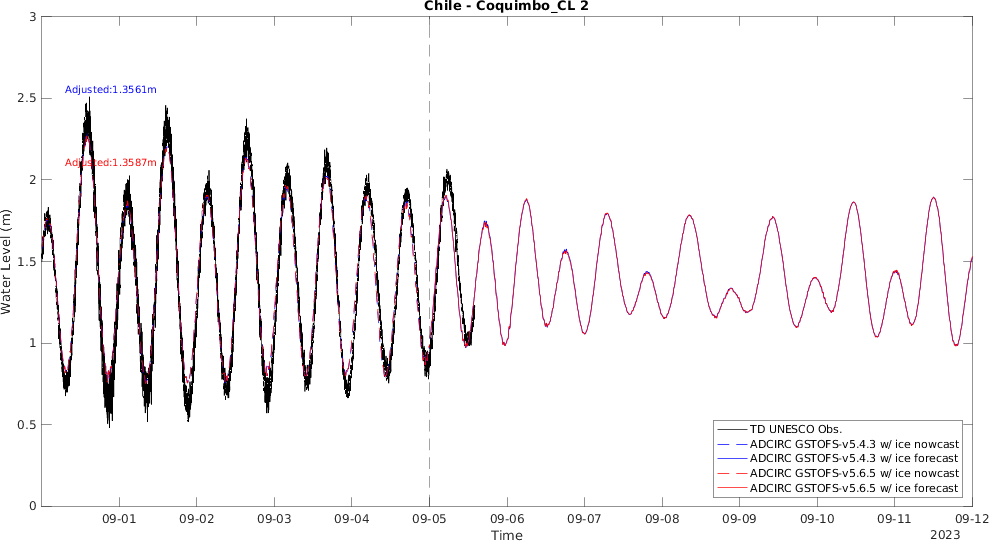 Chile - Coquimbo_CL 2
3
2.5
2
1.5
1
0.5
0
Water Level (m)
Adjusted:1.3561m
Adjusted:1.3587m
TD UNESCO Obs.
ADCIRC GSTOFS-v5.4.3 w/ ice nowcast
ADCIRC GSTOFS-v5.4.3 w/ ice forecast
ADCIRC GSTOFS-v5.6.5 w/ ice nowcast
ADCIRC GSTOFS-v5.6.5 w/ ice forecast
09-01 09-02 09-03 09-04 09-05 09-06 09-07 09-08 09-09 09-10 09-11 09-12
Time
2023